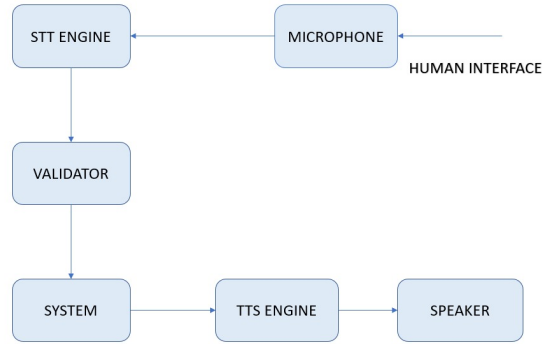 STT ENGINE
MICROPHONE
HUMAN INTERFACE
VALIDATOR
SYSTEM
TTS ENGINE
SPEAKER